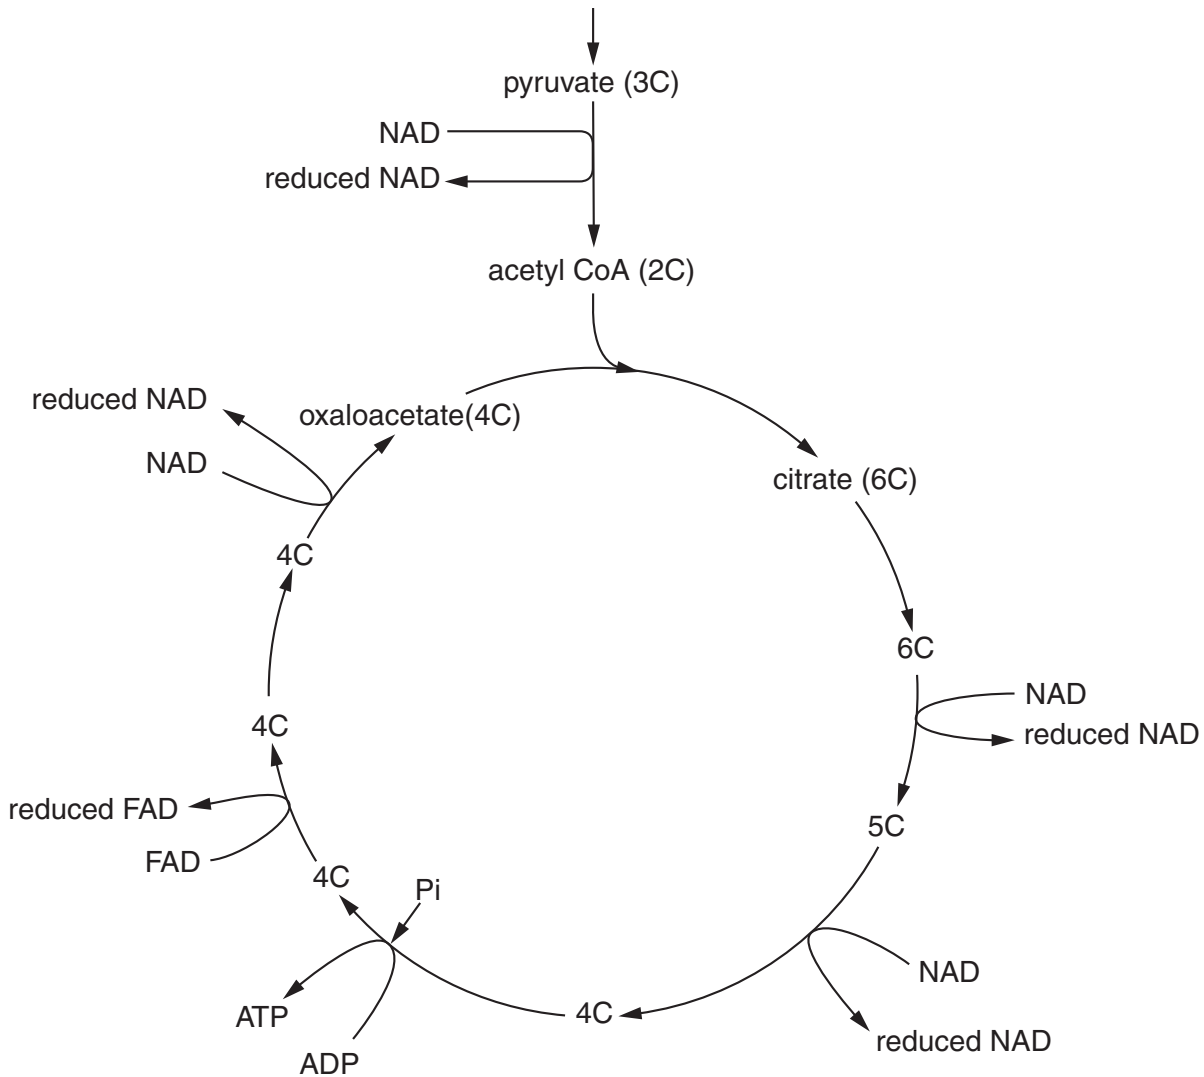 pyruvate (3C)
NAD
reduced NAD
acetyl CoA (2C)
reduced NAD
oxaloacetate(4C)
NAD
citrate (6C)
4C
6C
NAD
4C
reduced NAD
reduced FAD
5C
FAD
4C
Pi
NAD
ATP
4C
reduced NAD
ADP